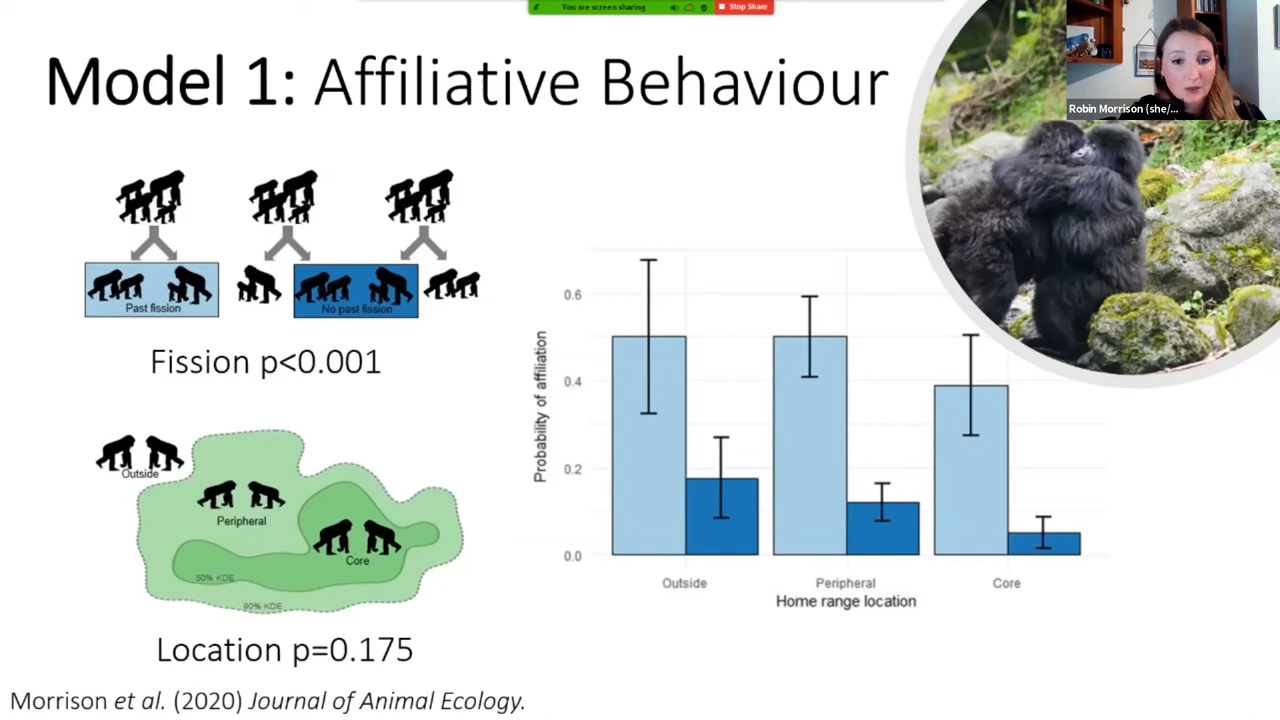 You are screen sharing
Stop Share
Robin Morrison (she/...
Model 1: Affiliative Behaviour
Past fission
No past fission
Fission p<0.001
Outside
Peripheral
Core
50% KDE
90% KDE
Location p=0.175
Probability of affiliation
0.6
0.4
0.2
0.0
Outside
Peripheral
Core
Home range location
Morrison et al. (2020) Journal of Animal Ecology.